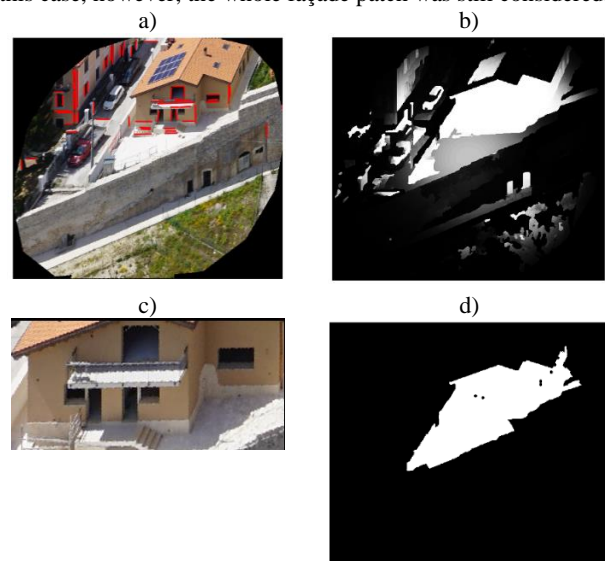 this case, however, the whole façade patch was still considered
a) b)
c) d)